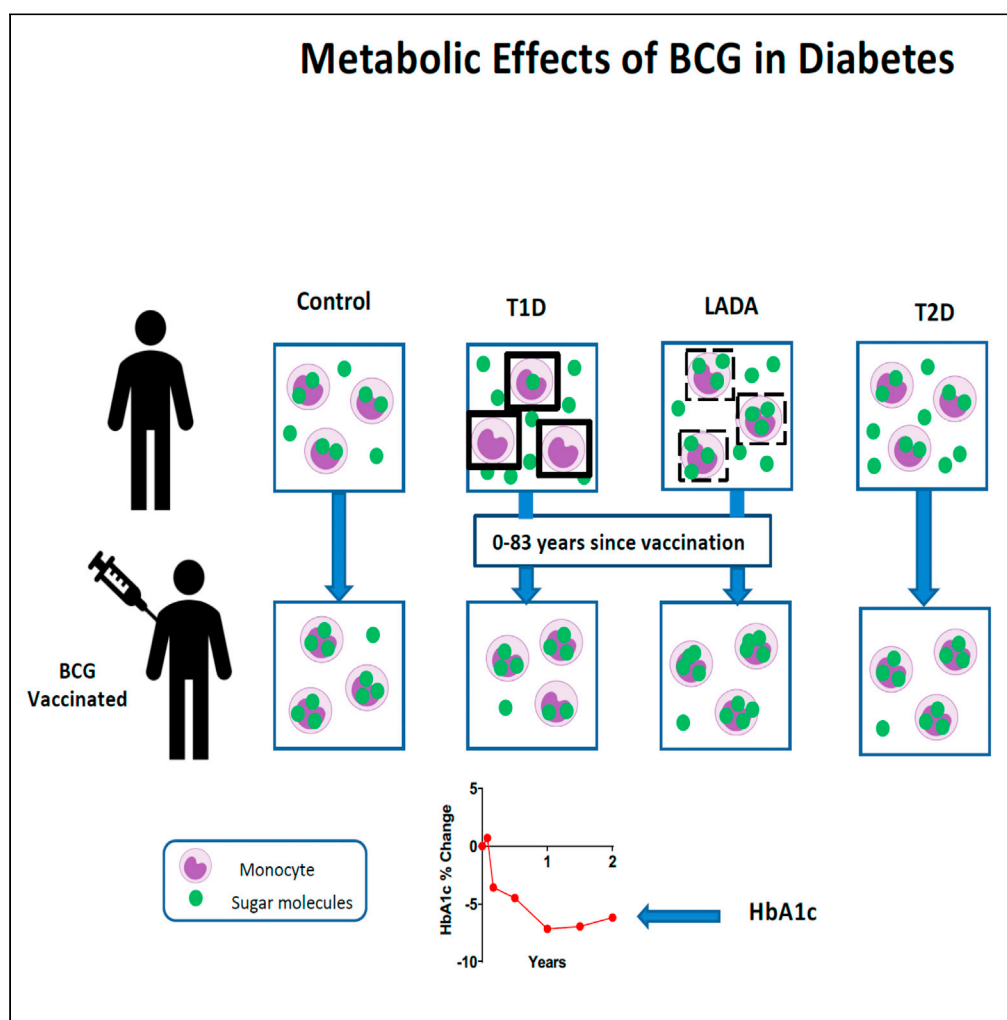 Metabolic Effects of BCG in Diabetes
Control
T1D
LADA
T2D
0-83 years since vaccination
BCG
Vaccinated
Monocyte
Sugar molecules
HbA1c % Change
5
0
-5
-10
1
2
Years
HbA1c